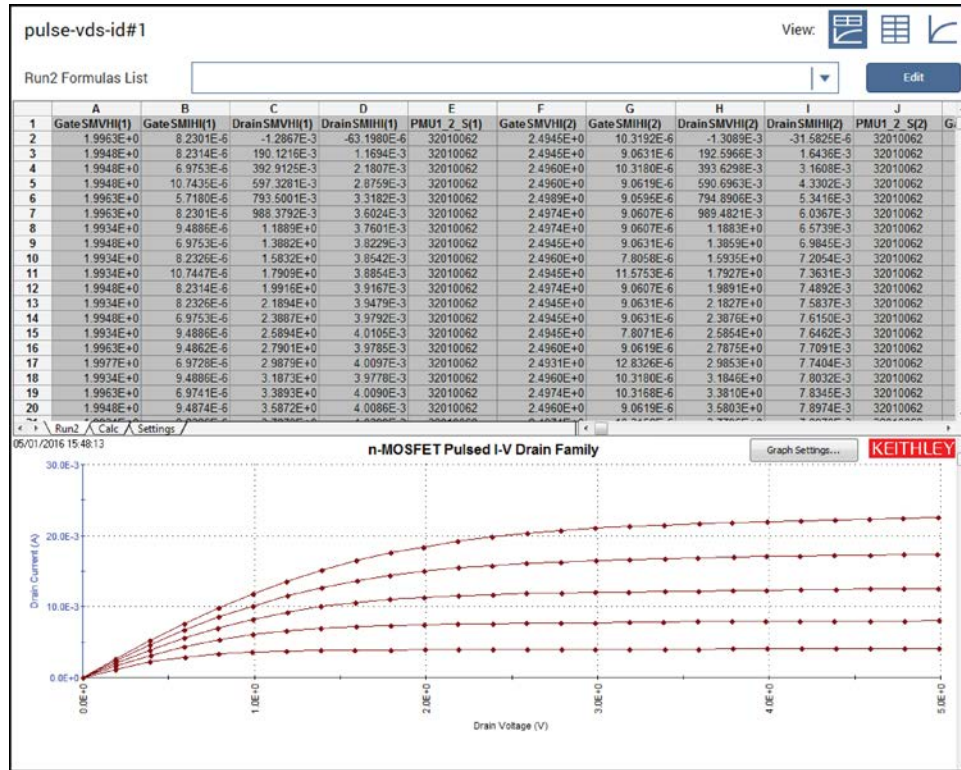 pulse-vds-id#1
View:
Run2 Formulas List
Edit
A B C D E F G H I J
1 GateSMVHI(1) GateSMIHI(1) DrainSMVHI(1) DrainSMIHI(1) PMU1_2_S(1) GateSMVHI(2) GateSMIHI(2) DrainSMVHI(2) DrainSMIHI(2) PMU1_2_S(2)
2 1.9963E+0 8.2301E-6 -1.2867E-3 -63.1980E-6 32010062 2.4945E+0 10.3192E-6 -1.3089E-3 -31.5825E-6 32010062
3 1.9948E+0 8.2314E-6 190.1216E-3 1.1694E-3 32010062 2.4945E+0 9.0631E-6 192.5966E-3 1.6436E-3 32010062
4 1.9948E+0 6.9753E-6 392.9125E-3 2.1807E-3 32010062 2.4960E+0 10.3180E-6 393.6298E-3 3.1608E-3 32010062
5 1.9948E+0 10.7435E-6 597.3281E-3 2.8759E-3 32010062 2.4960E+0 9.0619E-6 590.6963E-3 4.3302E-3 32010062
6 1.9963E+0 5.7180E-6 793.5001E-3 3.3182E-3 32010062 2.4989E+0 9.0595E-6 794.8906E-3 5.3416E-3 32010062
7 1.9963E+0 8.2301E-6 988.3792E-3 3.6024E-3 32010062 2.4974E+0 9.0607E-6 989.4821E-3 6.0367E-3 32010062
8 1.9934E+0 9.4886E-6 1.1889E+0 3.7601E-3 32010062 2.4974E+0 9.0607E-6 1.1883E+0 6.5739E-3 32010062
9 1.9948E+0 6.9753E-6 1.3882E+0 3.8229E-3 32010062 2.4945E+0 9.0631E-6 1.3859E+0 6.9845E-3 32010062
10 1.9934E+0 8.2326E-6 1.5832E+0 3.8542E-3 32010062 2.4960E+0 7.8058E-6 1.5935E+0 7.2054E-3 32010062
11 1.9934E+0 10.7447E-6 1.7909E+0 3.8854E-3 32010062 2.4945E+0 11.5753E-6 1.7927E+0 7.3631E-3 32010062
12 1.9948E+0 8.2314E-6 1.9916E+0 3.9167E-3 32010062 2.4974E+0 9.0607E-6 1.9891E+0 7.4892E-3 32010062
13 1.9934E+0 8.2326E-6 2.1894E+0 3.9479E-3 32010062 2.4945E+0 9.0631E-6 2.1827E+0 7.5837E-3 32010062
14 1.9948E+0 6.9753E-6 2.3887E+0 3.9792E-3 32010062 2.4945E+0 9.0631E-6 2.3876E+0 7.6150E-3 32010062
15 1.9934E+0 9.4886E-6 2.5894E+0 4.0105E-3 32010062 2.4945E+0 7.8071E-6 2.5854E+0 7.6462E-3 32010062
16 1.9963E+0 9.4862E-6 2.7901E+0 3.9785E-3 32010062 2.4960E+0 9.0619E-6 2.7875E+0 7.7091E-3 32010062
17 1.9977E+0 6.9728E-6 2.9879E+0 4.0097E-3 32010062 2.4931E+0 12.8326E-6 2.9853E+0 7.7404E-3 32010062
18 1.9934E+0 9.4886E-6 3.1873E+0 3.9778E-3 32010062 2.4960E+0 10.3180E-6 3.1846E+0 7.8032E-3 32010062
19 1.9963E+0 6.9741E-6 3.3893E+0 4.0090E-3 32010062 2.4960E+0 10.3168E-6 3.3810E+0 7.8345E-3 32010062
20 1.9948E+0 9.4874E-6 3.5872E+0 4.0086E-3 32010062 2.4960E+0 9.0619E-6 3.5803E+0 7.8974E-3 32010062
Run2 Calc Settings
05/01/2016 15:48:13
n-MOSFET Pulsed I-V Drain Family
Graph Settings...
KEITHLEY
30.0E-3
20.0E-3
10.0E-3
0.0E+0
Drain Current (A)
0.0E+0 1.0E+0 2.0E+0 3.0E+0 4.0E+0 5.0E+0
Drain Voltage (V)